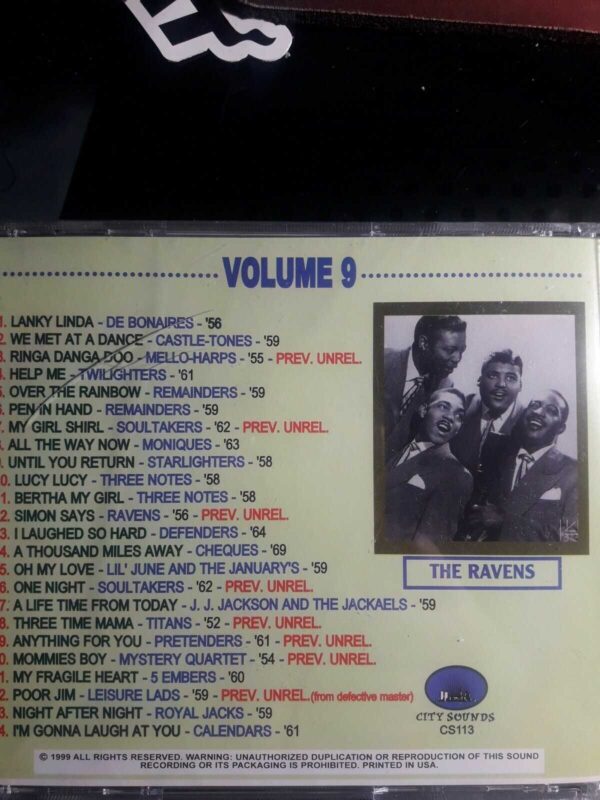 VOLUME 9
1. LANKY LINDA - DE BONAIRES - '56
2. WE MET AT A DANCE - CASTLE-TONES - '59
3. RINGA DANGA DOO - MELLO-HARPS - '55 - PREV. UNREL.
4. HELP ME - TWILIGHTERS - '61
5. OVER THE RAINBOW - REMAINDERS - '59
6. PEN IN HAND - REMAINDERS - '59
7. MY GIRL SHIRL - SOULTAKERS - '62 - PREV. UNREL.
8. ALL THE WAY NOW - MONIQUES - '63
9. UNTIL YOU RETURN - STARLIGHTERS - '58
0. LUCY LUCY - THREE NOTES - '58
1. BERTHA MY GIRL - THREE NOTES - '58
2. SIMON SAYS - RAVENS - '56 - PREV. UNREL.
3. I LAUGHED SO HARD - DEFENDERS - '64
4. A THOUSAND MILES AWAY - CHEQUES - '69
5. OH MY LOVE - LIL' JUNE AND THE JANUARY'S - '59
6. ONE NIGHT - SOULTAKERS - '62 - PREV. UNREL.
7. A LIFE TIME FROM TODAY - J. J. JACKSON AND THE JACKAELS - '59
8. THREE TIME MAMA - TITANS - '52 - PREV. UNREL.
9. ANYTHING FOR YOU - PRETENDERS - '61 - PREV. UNREL.
0. MOMMIES BOY - MYSTERY QUARTET - '54 - PREV. UNREL.
1. MY FRAGILE HEART - 5 EMBERS - '60
2. POOR JIM - LEISURE LADS - '59 - PREV. UNREL.(from defective master)
3. NIGHT AFTER NIGHT - ROYAL JACKS - '59
4. I'M GONNA LAUGH AT YOU - CALENDARS - '61
THE RAVENS
CITY SOUNDS
CS113
© 1999 ALL RIGHTS RESERVED. WARNING: UNAUTHORIZED DUPLICATION OR REPRODUCTION OF THIS SOUND
RECORDING OR ITS PACKAGING IS PROHIBITED. PRINTED IN USA.